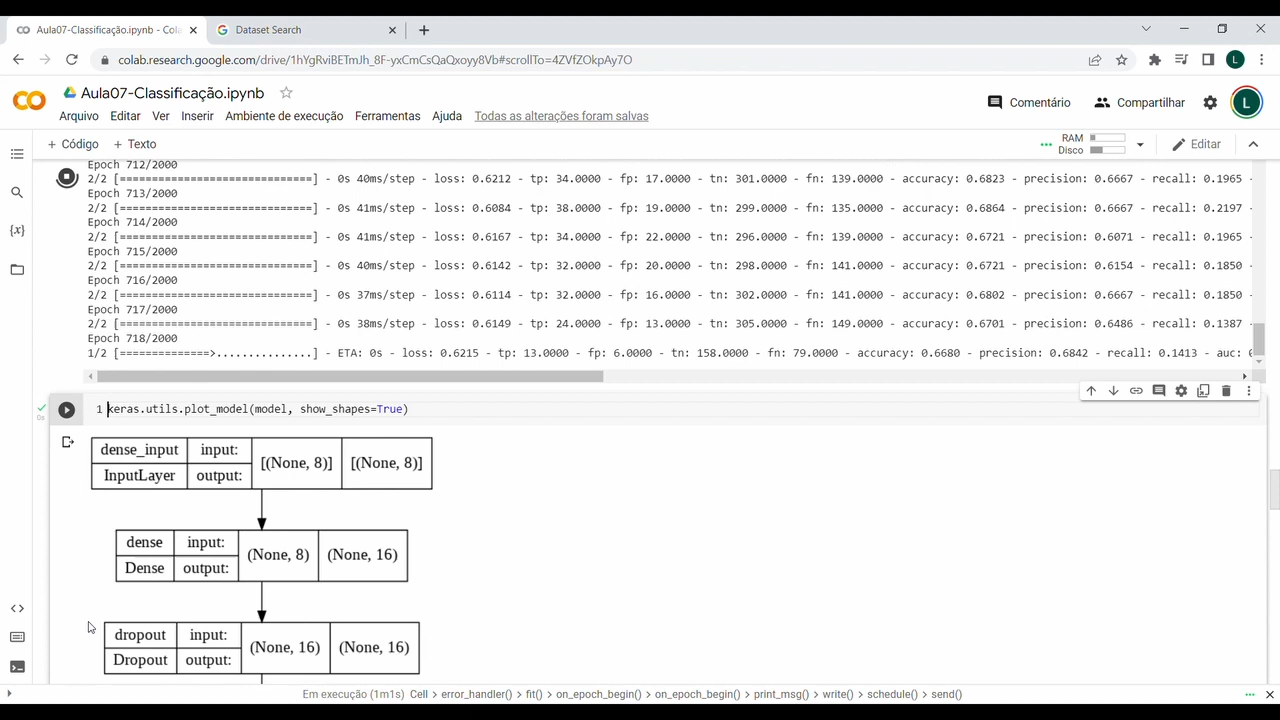 Aula07-Classificação.ipynb - Cola
Dataset Search
colab.research.google.com/drive/1hYgRviBETmJh_8F-yxCmCsQaQroyy0Vb#scrollTo=4ZVfZOkpAy7O
L
Aula07-Classificação.ipynb
Arquivo Editar Ver Inserir Ambiente de execução Ferramentas Ajuda Todas as alterações foram salvas
Comentário Compartilhar L
+ Código + Texto
RAM
Disco
Editar
Epoch 712/2000
2/2 [==============================] - 0s 40ms/step - loss: 0.6212 - tp: 34.0000 - fp: 17.0000 - tn: 301.0000 - fn: 139.0000 - accuracy: 0.6823 - precision: 0.6667 - recall: 0.1965 -
Epoch 713/2000
2/2 [==============================] - 0s 41ms/step - loss: 0.6084 - tp: 38.0000 - fp: 19.0000 - tn: 299.0000 - fn: 135.0000 - accuracy: 0.6864 - precision: 0.6667 - recall: 0.2197 -
Epoch 714/2000
2/2 [==============================] - 0s 41ms/step - loss: 0.6167 - tp: 34.0000 - fp: 22.0000 - tn: 296.0000 - fn: 139.0000 - accuracy: 0.6721 - precision: 0.6071 - recall: 0.1965 -
Epoch 715/2000
2/2 [==============================] - 0s 40ms/step - loss: 0.6142 - tp: 32.0000 - fp: 20.0000 - tn: 298.0000 - fn: 141.0000 - accuracy: 0.6721 - precision: 0.6154 - recall: 0.1850 -
Epoch 716/2000
2/2 [==============================] - 0s 37ms/step - loss: 0.6114 - tp: 32.0000 - fp: 16.0000 - tn: 302.0000 - fn: 141.0000 - accuracy: 0.6802 - precision: 0.6667 - recall: 0.1850 -
Epoch 717/2000
2/2 [==============================] - 0s 38ms/step - loss: 0.6149 - tp: 24.0000 - fp: 13.0000 - tn: 305.0000 - fn: 149.0000 - accuracy: 0.6701 - precision: 0.6486 - recall: 0.1387 -
Epoch 718/2000
1/2 [==============>...............] - ETA: 0s - loss: 0.6215 - tp: 13.0000 - fp: 6.0000 - tn: 158.0000 - fn: 79.0000 - accuracy: 0.6680 - precision: 0.6842 - recall: 0.1413 - auc: 0
0s
1 keras.utils.plot_model(model, show_shapes=True)
dense_input input: [(None, 8)] [(None, 8)]
InputLayer output:
dense input: (None, 8) (None, 16)
Dense output:
dropout input: (None, 16) (None, 16)
Dropout output:
Em execução (1m1s) Cell > error_handler() > fit() > on_epoch_begin() > on_epoch_begin() > print_msg() > write() > schedule() > send()